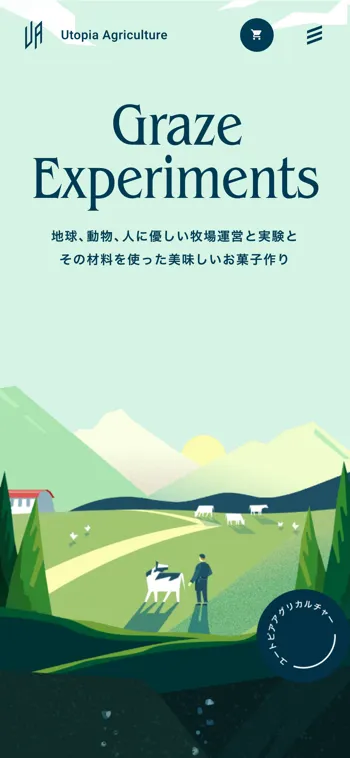 UA
Utopia Agriculture
Graze
Experiments
地球、動物、人に優しい牧場運営と実験と
その材料を使った美味しいお菓子作り
ユートピアアグリカルチャー